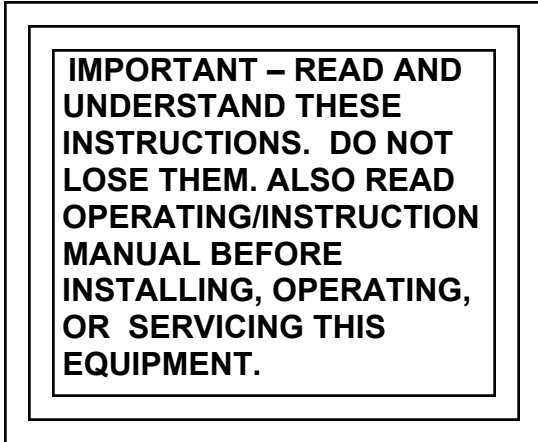 IMPORTANT – READ AND
UNDERSTAND THESE
INSTRUCTIONS.  DO NOT
LOSE THEM. ALSO READ
OPERATING/INSTRUCTION
MANUAL BEFORE
INSTALLING, OPERATING,
OR  SERVICING THIS
EQUIPMENT.